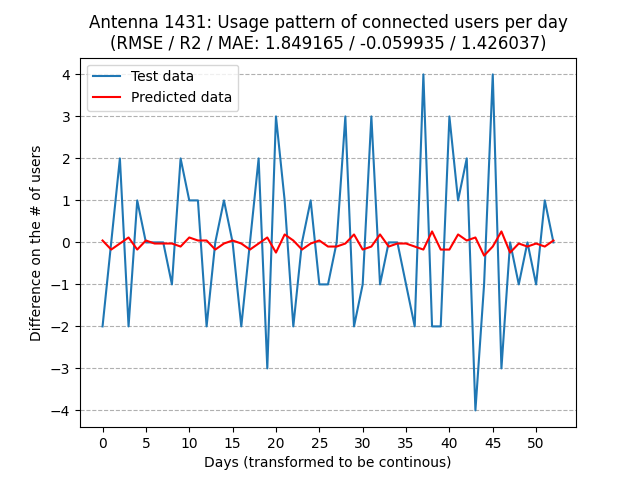 Antenna 1431: Usage pattern of connected users per day
(RMSE / R2 / MAE: 1.849165 / -0.059935 / 1.426037)
Test data
Predicted data
Difference on the # of users
4
3
2
1
0
−1
−2
−3
−4
0 5 10 15 20 25 30 35 40 45 50
Days (transformed to be continous)